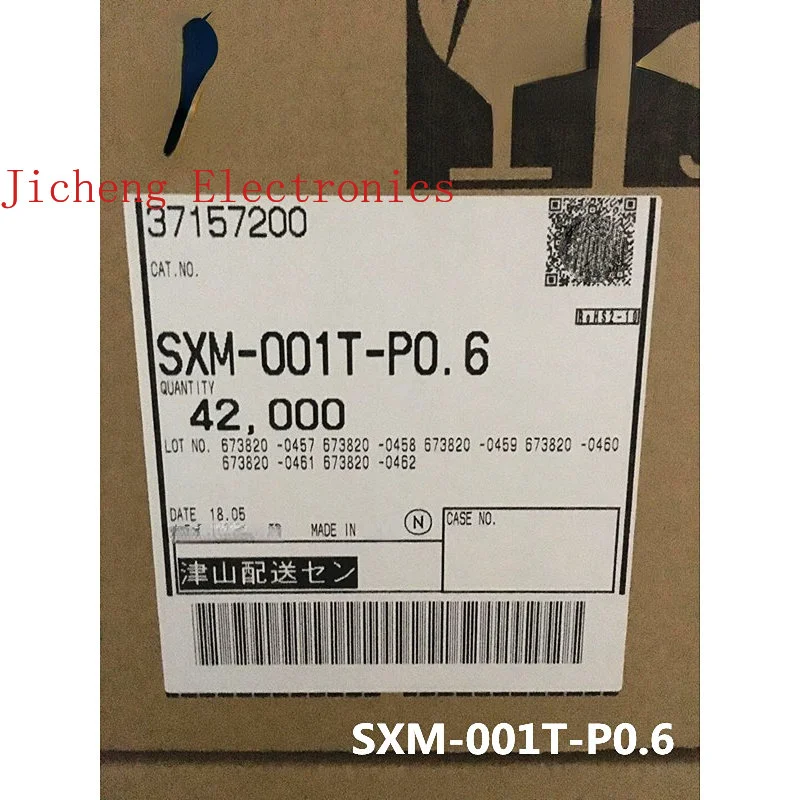 Jicheng Electronics
37157200
CAT.NO.
RoHS2-10
SXM-001T-P0.6
QUANTITY
42,000
LOT NO. 673820 -0457 673820 -0458 673820 -0459 673820 -0460
673820 -0461 673820 -0462
DATE 18.05
MADE IN
N
CASE NO.
津山配送セン
SXM-001T-P0.6